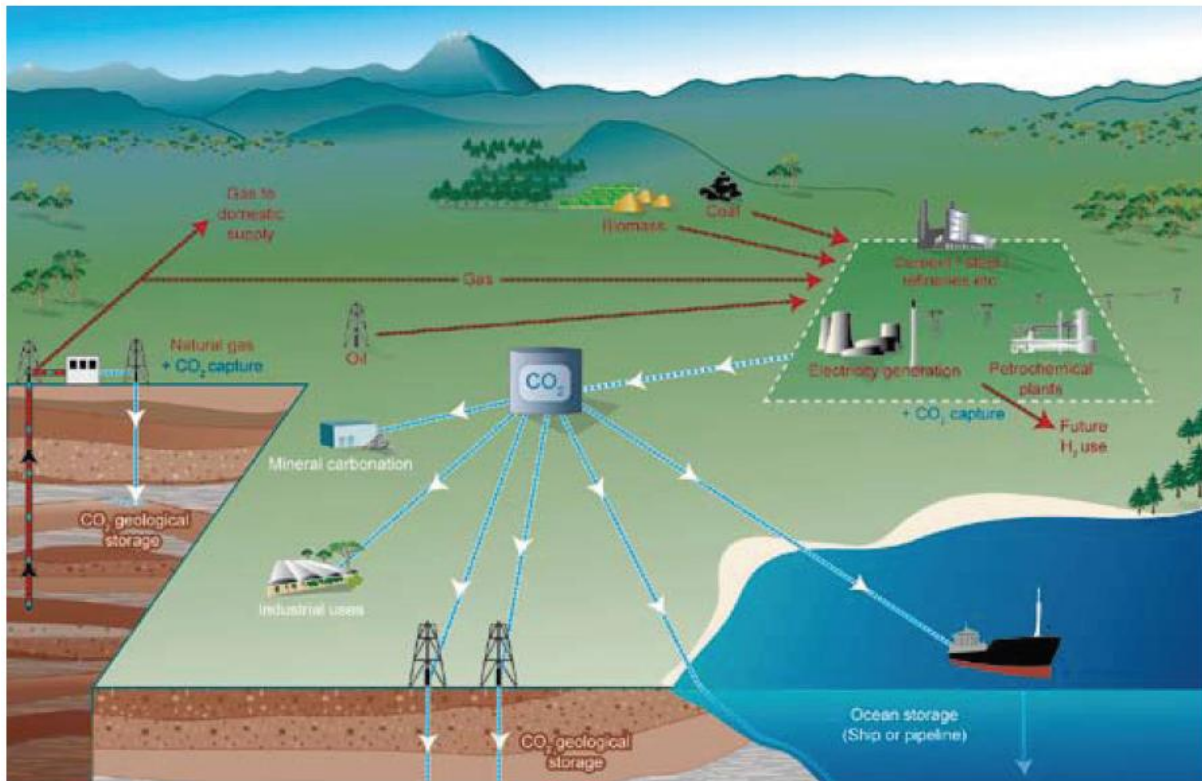 Gas to
domestic
supply
Coal
Biomass
Cement / steel /
refineries etc
Gas
Oil
Natural gas
+ CO₂ capture
Electricity generation
Petrochemical
plants
+ CO₂ capture
Future
H₂ use
CO₂
Mineral carbonation
CO₂ geological
storage
Industrial uses
Ocean storage
(Ship or pipeline)
CO₂ geological
storage